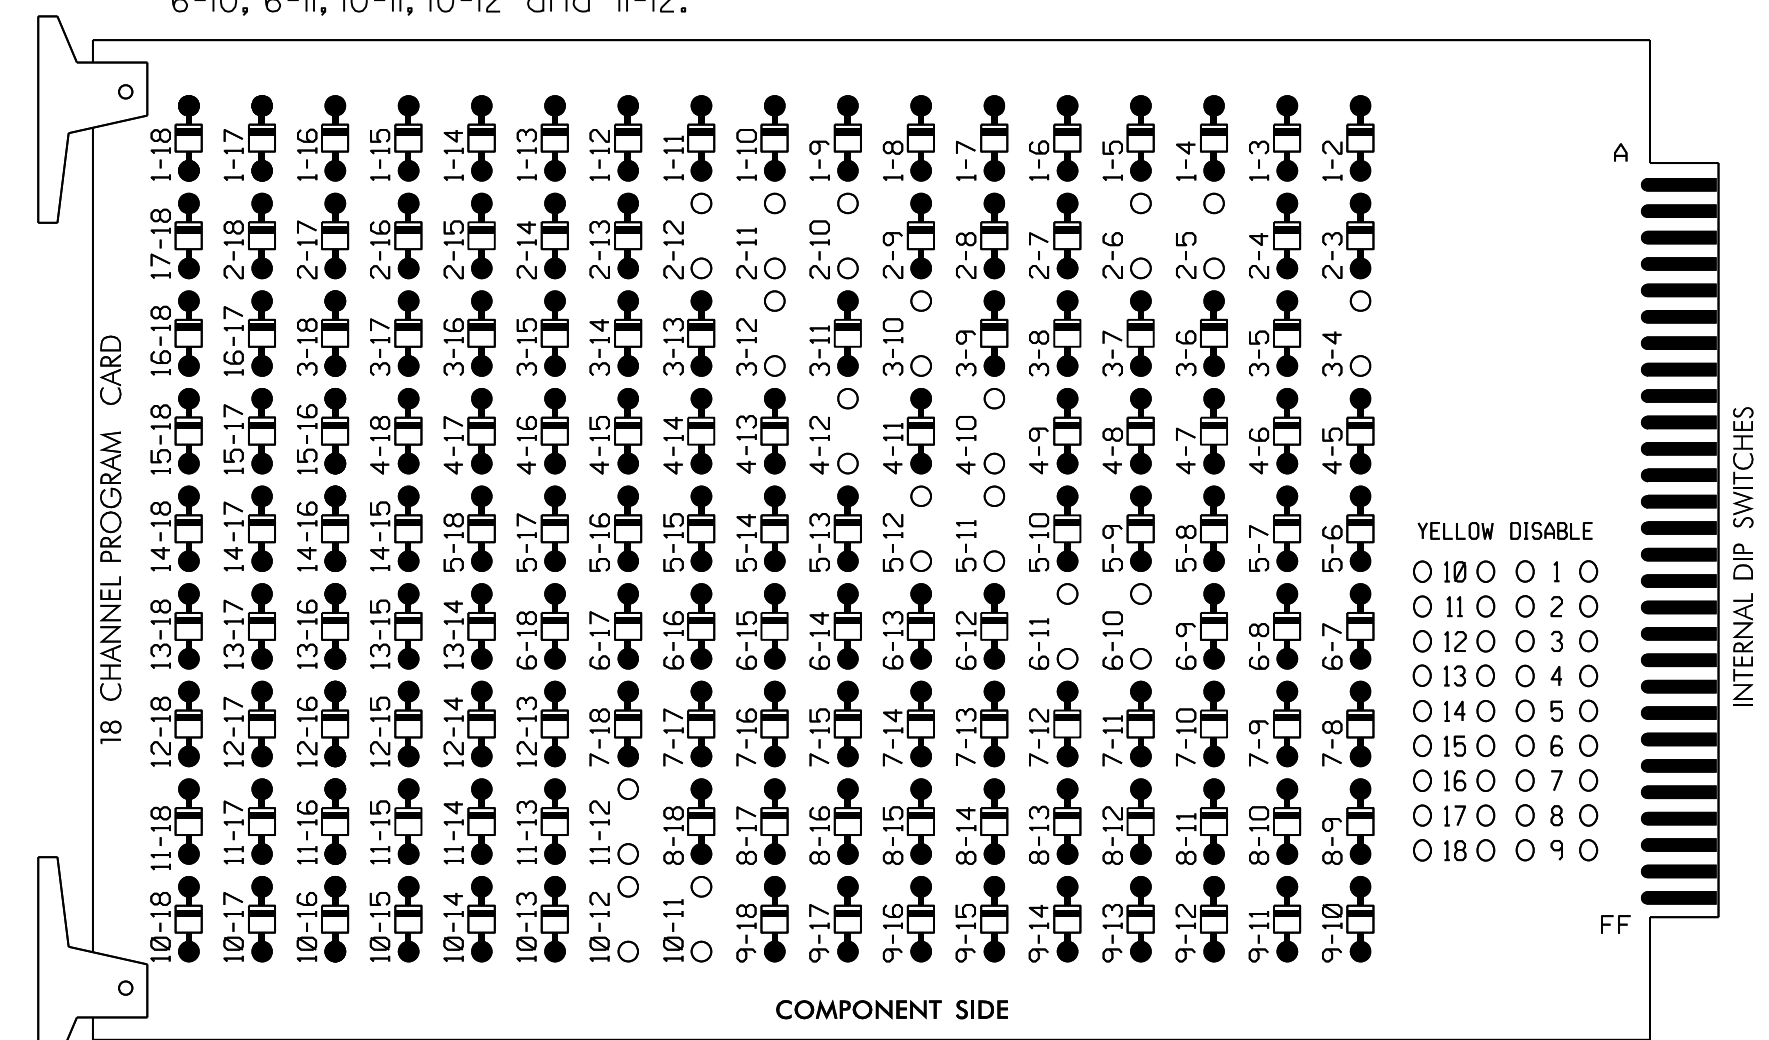 6-10, 6-11, 10-11, 10-12 and 11-12.
1-18 1-17 1-16 1-15 1-14 1-13 1-12 1-11 1-10 1-9 1-8 1-7 1-6 1-5 1-4 1-3 1-2
17-18 2-18 2-17 2-16 2-15 2-14 2-13 2-12 2-11 2-10 2-9 2-8 2-7 2-6 2-5 2-4 2-3
16-18 16-17 3-18 3-17 3-16 3-15 3-14 3-13 3-12 3-11 3-10 3-9 3-8 3-7 3-6 3-5 3-4
15-18 15-17 15-16 4-18 4-17 4-16 4-15 4-14 4-13 4-12 4-11 4-10 4-9 4-8 4-7 4-6 4-5
14-18 14-17 14-16 14-15 5-18 5-17 5-16 5-15 5-14 5-13 5-12 5-11 5-10 5-9 5-8 5-7 5-6
13-18 13-17 13-16 13-15 13-14 6-18 6-17 6-16 6-15 6-14 6-13 6-12 6-11 6-10 6-9 6-8 6-7
12-18 12-17 12-16 12-15 12-14 12-13 7-18 7-17 7-16 7-15 7-14 7-13 7-12 7-11 7-10 7-9 7-8
11-18 11-17 11-16 11-15 11-14 11-13 11-12 8-18 8-17 8-16 8-15 8-14 8-13 8-12 8-11 8-10 8-9
10-18 10-17 10-16 10-15 10-14 10-13 10-12 10-11 9-18 9-17 9-16 9-15 9-14 9-13 9-12 9-11 9-10
18 CHANNEL PROGRAM CARD
A
YELLOW DISABLE
10 1
11 2
12 3
13 4
14 5
15 6
16 7
17 8
18 9
FF
INTERNAL DIP SWITCHES
COMPONENT SIDE